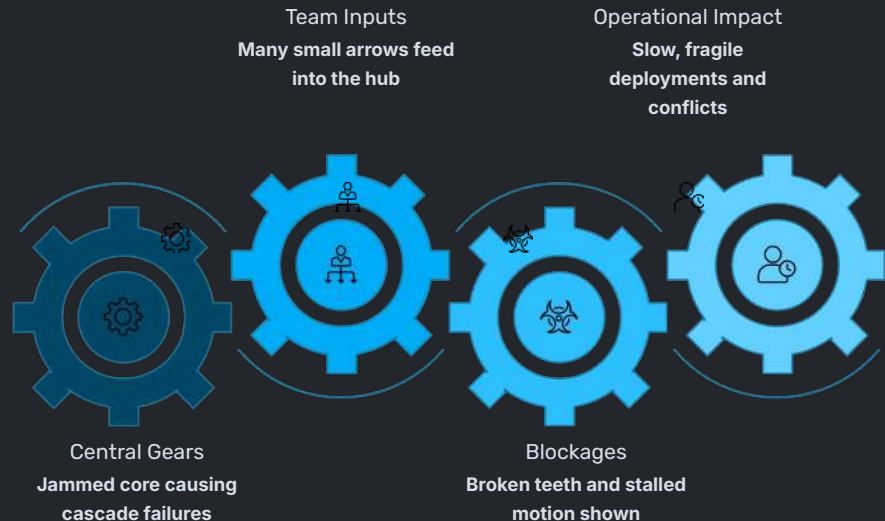 Team Inputs
Many small arrows feed
into the hub
Operational Impact
Slow, fragile
deployments and
conflicts
Central Gears
Jammed core causing
cascade failures
Blockages
Broken teeth and stalled
motion shown